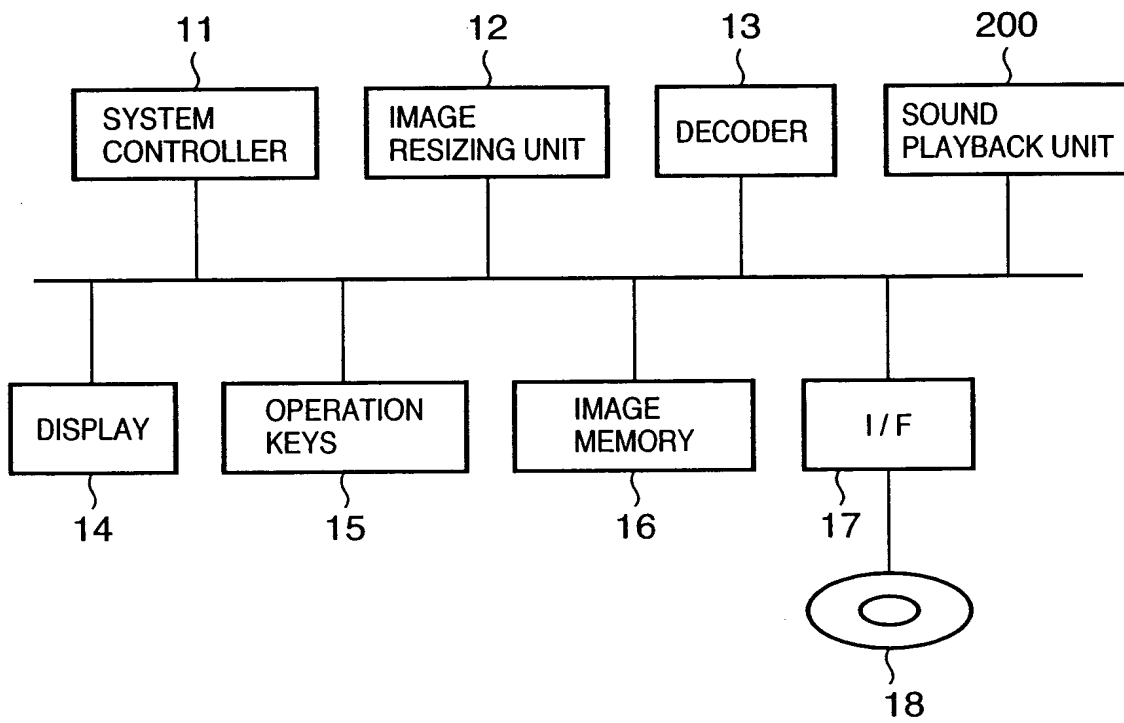 11
12
13
200
SYSTEM
CONTROLLER
IMAGE
RESIZING UNIT
DECODER
SOUND
PLAYBACK UNIT
DISPLAY
OPERATION
KEYS
IMAGE
MEMORY
I / F
14
15
16
17
18